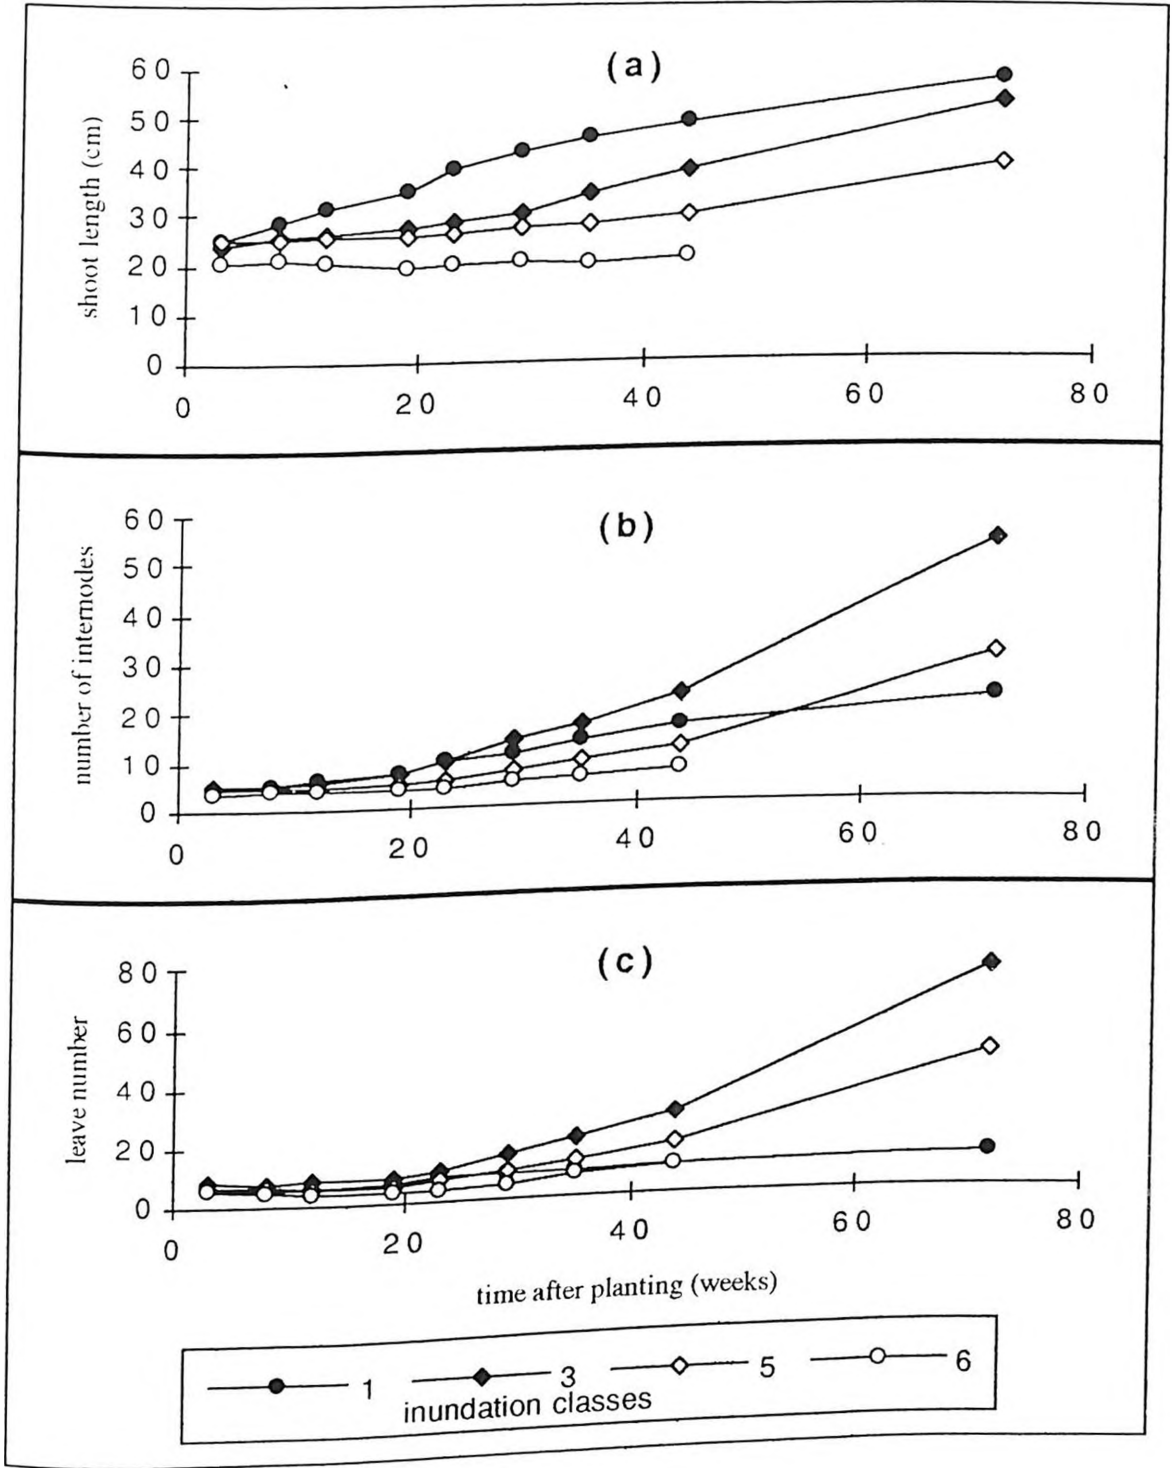 (a)
60
50
40
30
20
10
0
shoot length (cm)
0 20 40 60 80
(b)
60
50
40
30
20
10
0
number of internodes
0 20 40 60 80
(c)
80
60
40
20
0
leave number
0 20 40 60 80
time after planting (weeks)
1 3 5 6
inundation classes